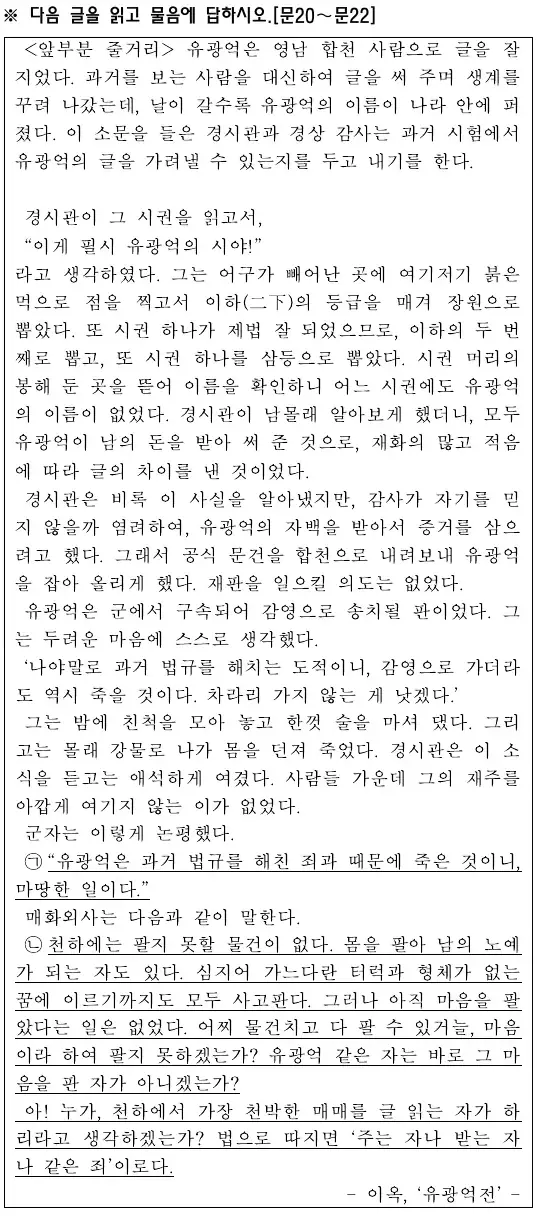 ※ 다음 글을 읽고 물음에 답하시오.[문20～문22]
<앞부분 줄거리> 유광억은 영남 합천 사람으로 글을 잘
지었다. 과거를 보는 사람을 대신하여 글을 써 주며 생계를
꾸려 나갔는데, 날이 갈수록 유광억의 이름이 나라 안에 퍼
졌다. 이 소문을 들은 경시관과 경상 감사는 과거 시험에서
유광억의 글을 가려낼 수 있는지를 두고 내기를 한다.
경시관이 그 시권을 읽고서,
“이게 필시 유광억의 시야!”
라고 생각하였다. 그는 어구가 빼어난 곳에 여기저기 붉은
먹으로 점을 찍고서 이하(二下)의 등급을 매겨 장원으로
뽑았다. 또 시권 하나가 제법 잘 되었으므로, 이하의 두 번
째로 뽑고, 또 시권 하나를 삼등으로 뽑았다. 시권 머리의
봉해 둔 곳을 뜯어 이름을 확인하니 어느 시권에도 유광억
의 이름이 없었다. 경시관이 남몰래 알아보게 했더니, 모두
유광억이 남의 돈을 받아 써 준 것으로, 재화의 많고 적음
에 따라 글의 차이를 낸 것이었다.
경시관은 비록 이 사실을 알아냈지만, 감사가 자기를 믿
지 않을까 염려하여, 유광억의 자백을 받아서 증거를 삼으
려고 했다. 그래서 공식 문건을 합천으로 내려보내 유광억
을 잡아 올리게 했다. 재판을 일으킬 의도는 없었다.
유광억은 군에서 구속되어 감영으로 송치될 판이었다. 그
는 두려운 마음에 스스로 생각했다.
‘나야말로 과거 법규를 해치는 도적이니, 감영으로 가더라
도 역시 죽을 것이다. 차라리 가지 않는 게 낫겠다.’
그는 밤에 친척을 모아 놓고 한껏 술을 마셔 댔다. 그리
고는 몰래 강물로 나가 몸을 던져 죽었다. 경시관은 이 소
식을 듣고는 애석하게 여겼다. 사람들 가운데 그의 재주를
아깝게 여기지 않는 이가 없었다.
군자는 이렇게 논평했다.
㉠“유광억은 과거 법규를 해친 죄과 때문에 죽은 것이니,
마땅한 일이다.”
매화외사는 다음과 같이 말한다.
㉡천하에는 팔지 못할 물건이 없다. 몸을 팔아 남의 노예
가 되는 자도 있다. 심지어 가느다란 터럭과 형체가 없는
꿈에 이르기까지도 모두 사고판다. 그러나 아직 마음을 팔
았다는 일은 없었다. 어찌 물건치고 다 팔 수 있거늘, 마음
이라 하여 팔지 못하겠는가? 유광억 같은 자는 바로 그 마
음을 판 자가 아니겠는가?
아! 누가, 천하에서 가장 천박한 매매를 글 읽는 자가 하
리라고 생각하겠는가? 법으로 따지면 ‘주는 자나 받는 자
나 같은 죄’이로다.
- 이옥, ‘유광억전’ -